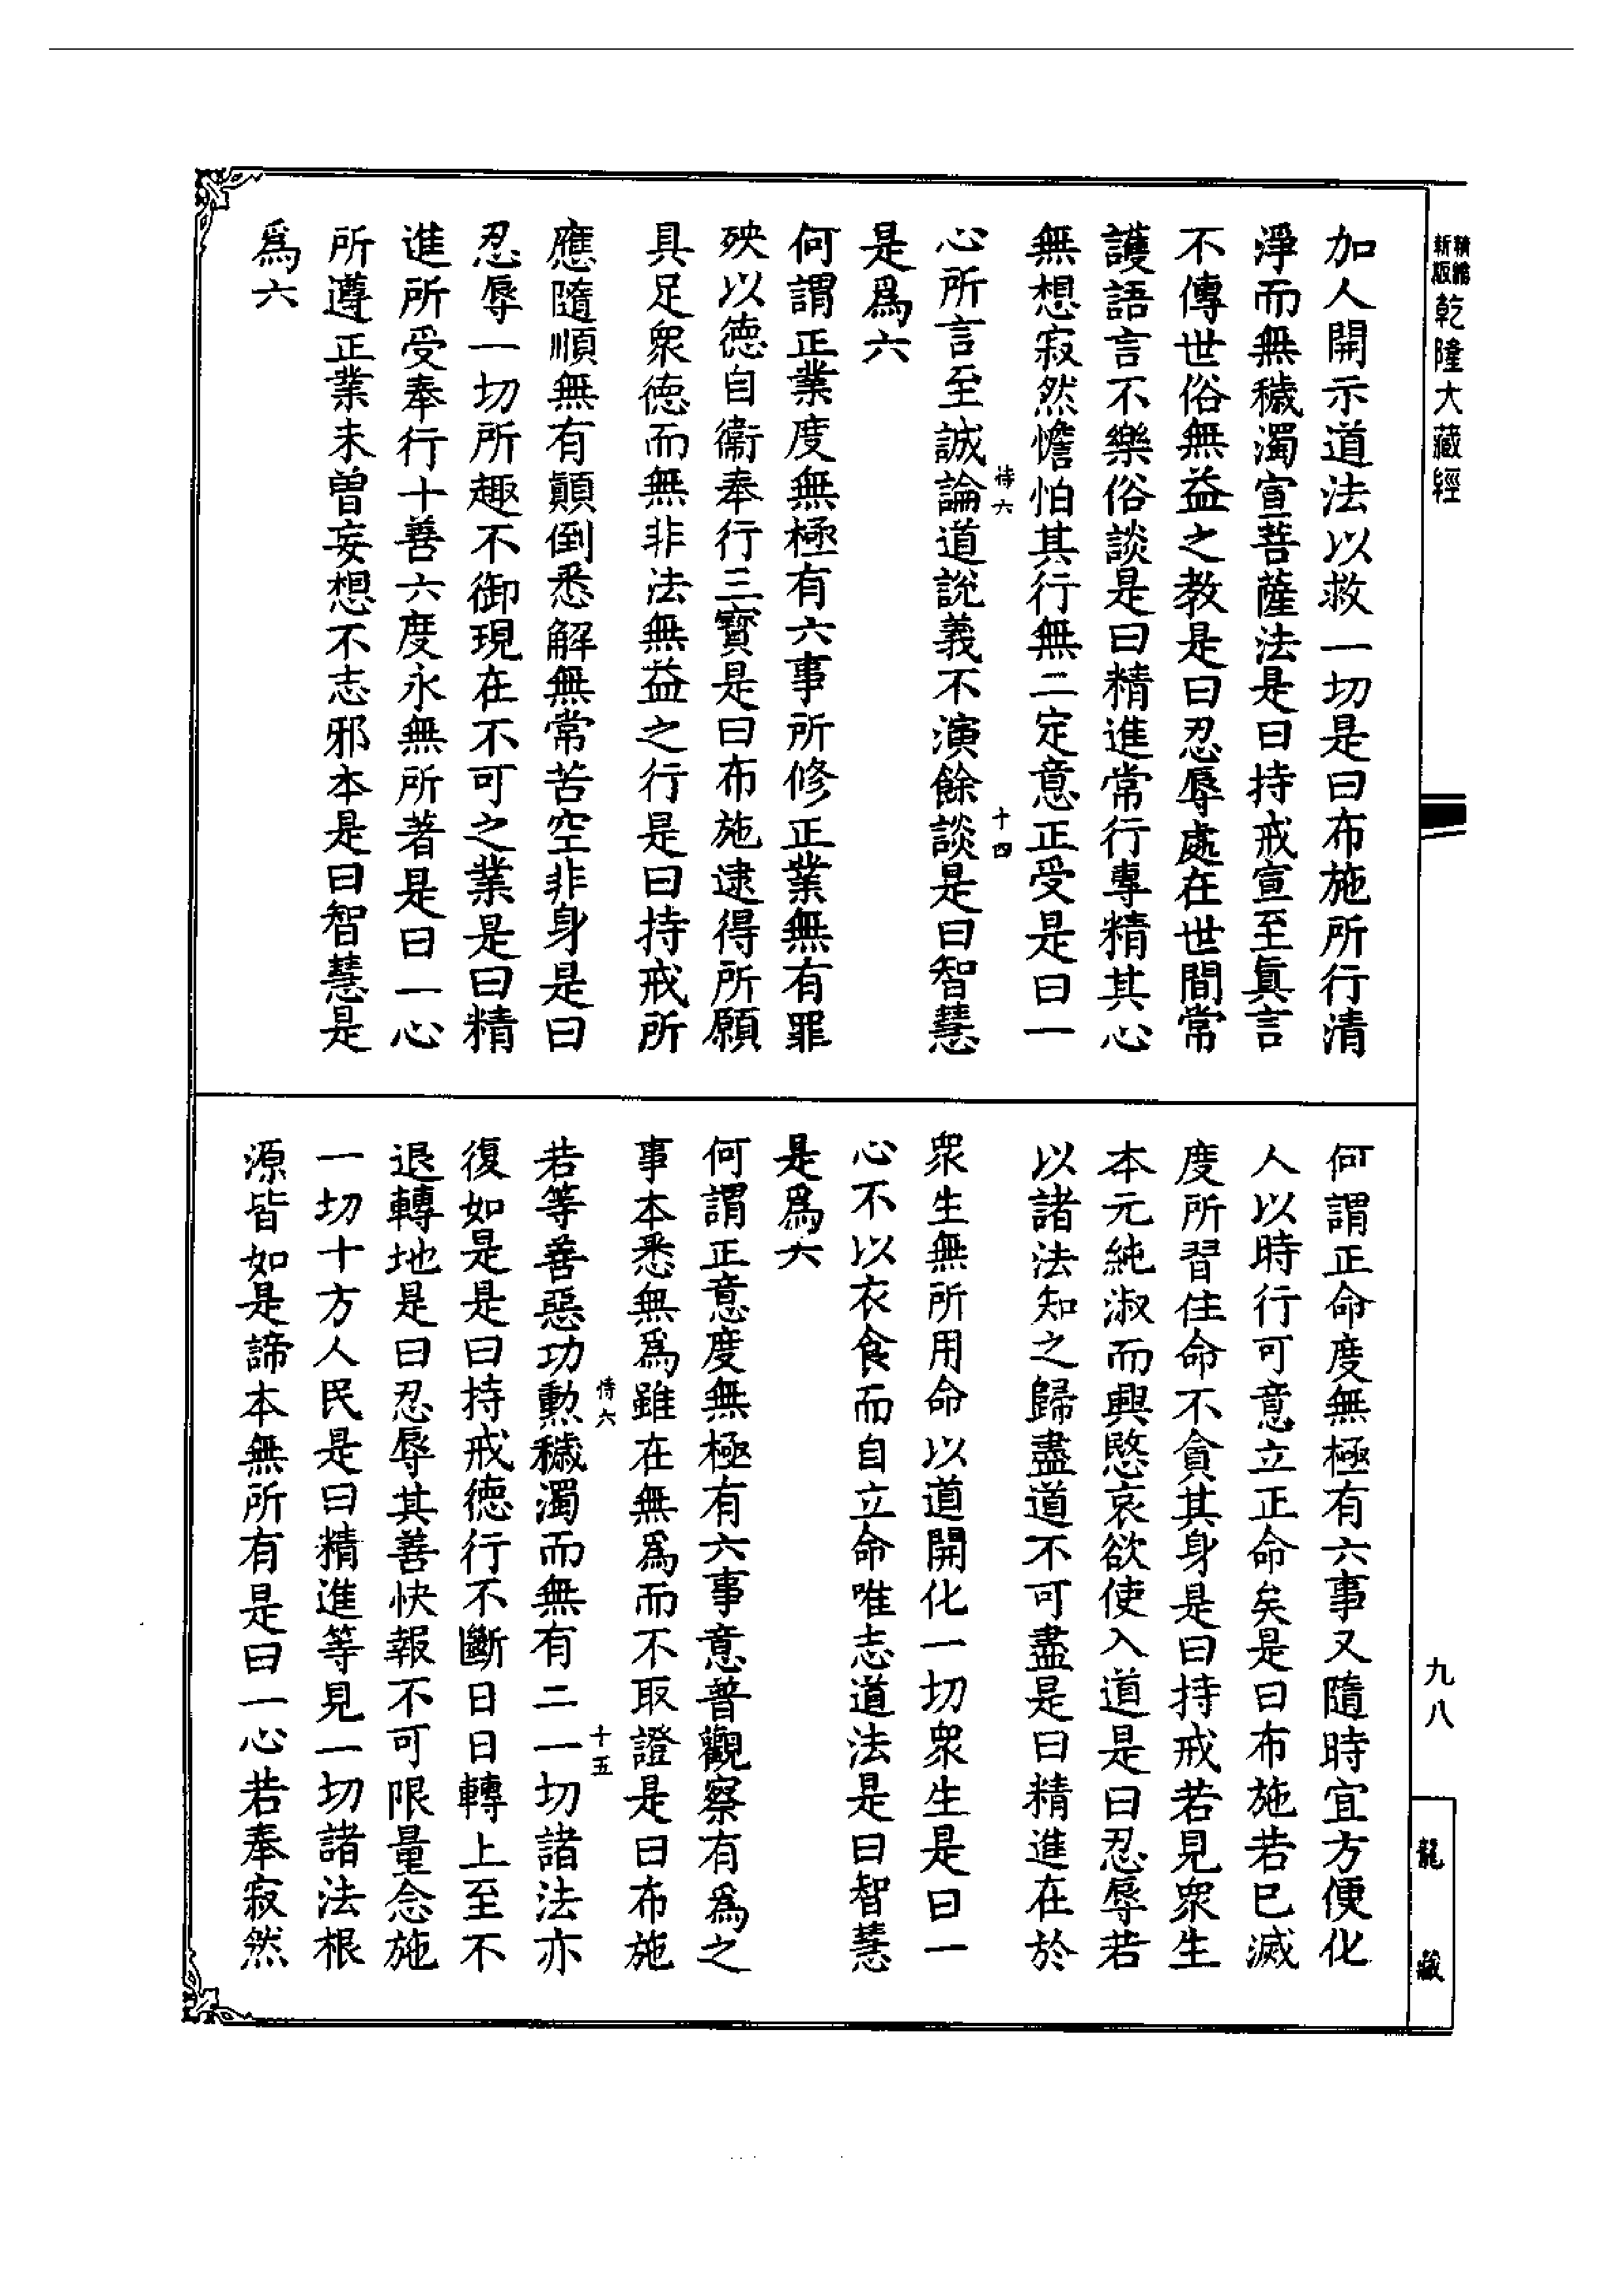 精縮
新版
乾隆大藏經
加人開示道法以救一切是曰布施所行清
淨而無穢濁宣菩薩法是曰持戒宣至眞言
不傳世俗無益之教是曰忍辱處在世間常
護語言不樂俗談是曰精進常行專精其心
無想寂然憺怕其行無二定意正受是曰一
侍六
十四
心所言至誠論道說義不演餘談是曰智慧
是爲六
何謂正業度無極有六事所修正業無有罪
殃以德自衞奉行三寳是曰布施逮得所願
具足衆德而無非法無益之行是曰持戒所
應隨順無有顚倒悉解無常苦空非身是曰
忍辱一切所趣不御現在不可之業是曰精
進所受奉行十善六度永無所著是曰一心
所遵正業未曾妄想不志邪本是曰智慧是
爲六
何謂正命度無極有六事又隨時宜方便化
人以時行可意立正命矣是曰布施若已滅
度所習住命不貪其身是曰持戒若見衆生
本元純淑而興愍哀欲使入道是曰忍辱若
以諸法知之歸盡道不可盡是曰精進在於
衆生無所用命以道開化一切衆生是曰一
心不以衣食而自立命唯志道法是曰智慧
是爲六
何謂正意度無極有六事意普觀察有爲之
事本悉無爲雖在無爲而不取證是曰布施
侍六
十五
若等善惡功勲穢濁而無有二一切諸法亦
復如是是曰持戒德行不斷日日轉上至不
退轉地是曰忍辱其善快報不可限量念施
一切十方人民是曰精進等見一切諸法根
源皆如是諦本無所有是曰一心若奉寂然
九八
龍藏